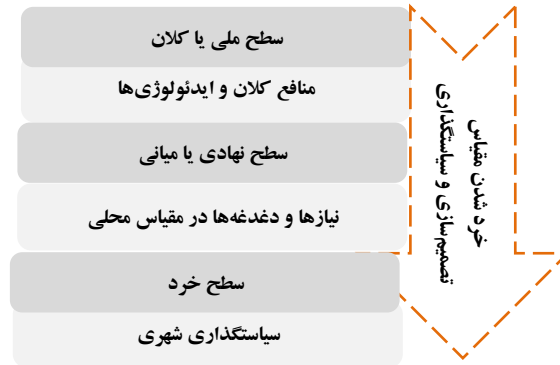 سطح ملی یا کلان
منافع کلان و ایدئولوژی‌ها
سطح نهادی یا میانی
نیازها و دغدغه‌ها در مقیاس محلی
سطح خرد
سیاستگذاری شهری
خرد شدن مقیاس
تصمیم‌سازی و سیاستگذاری